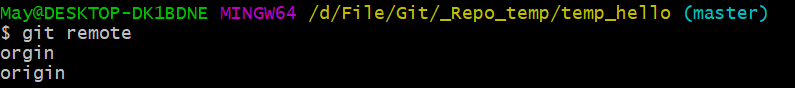 May@DESKTOP-DK1BDNE MINGW64 /d/File/Git/_Repo_temp/temp_hello (master)
$ git remote
orgin
origin